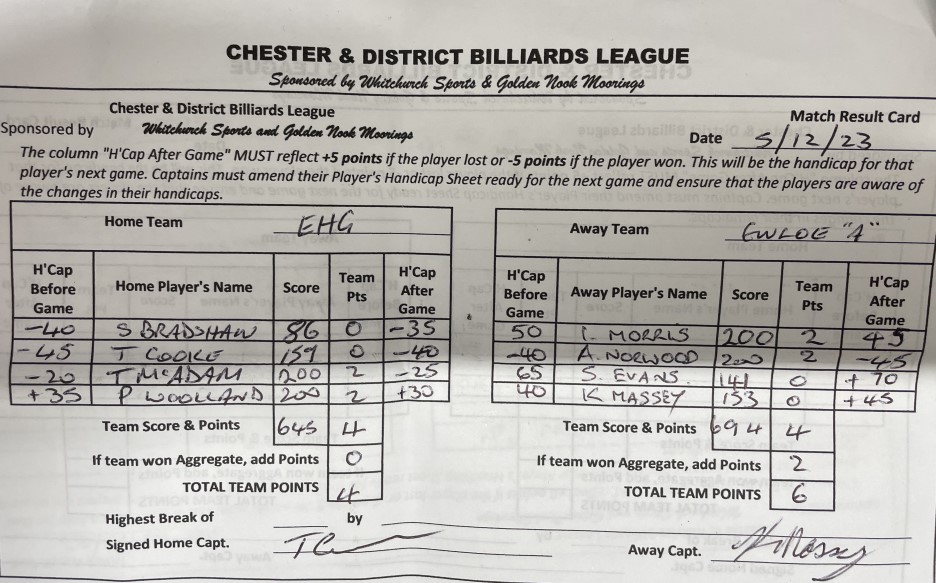 CHESTER & DISTRICT BILLIARDS LEAGUE
Sponsored by Whitchurch Sports & Golden Nook Moorings
Chester & District Billiards League
Match Result Card
Sponsored by Whitchurch Sports and Golden Nook Moorings
Date 5/12/23
The column "H'Cap After Game" MUST reflect +5 points if the player lost or -5 points if the player won. This will be the handicap for that
player's next game. Captains must amend their Player's Handicap Sheet ready for the next game and ensure that the players are aware of
the changes in their handicaps.
Home Team EHG
H'Cap Before Game Home Player's Name Score Team Pts H'Cap After Game
-40 S BRADSHAW 86 0 -35
-45 T COOKE 159 0 -40
-20 T McADAM 200 2 -25
+35 P WOOLLAND 200 2 +30
Team Score & Points 645 4
If team won Aggregate, add Points 0
TOTAL TEAM POINTS 4
Highest Break of by
Signed Home Capt.
Away Team EWLOE "A"
H'Cap Before Game Away Player's Name Score Team Pts H'Cap After Game
50 I. MORRIS 200 2 45
-40 A. NORWOOD 200 2 -45
65 S. EVANS. 141 0 +70
40 K MASSEY 153 0 +45
Team Score & Points 694 4
If team won Aggregate, add Points 2
TOTAL TEAM POINTS 6
Away Capt. K Massey